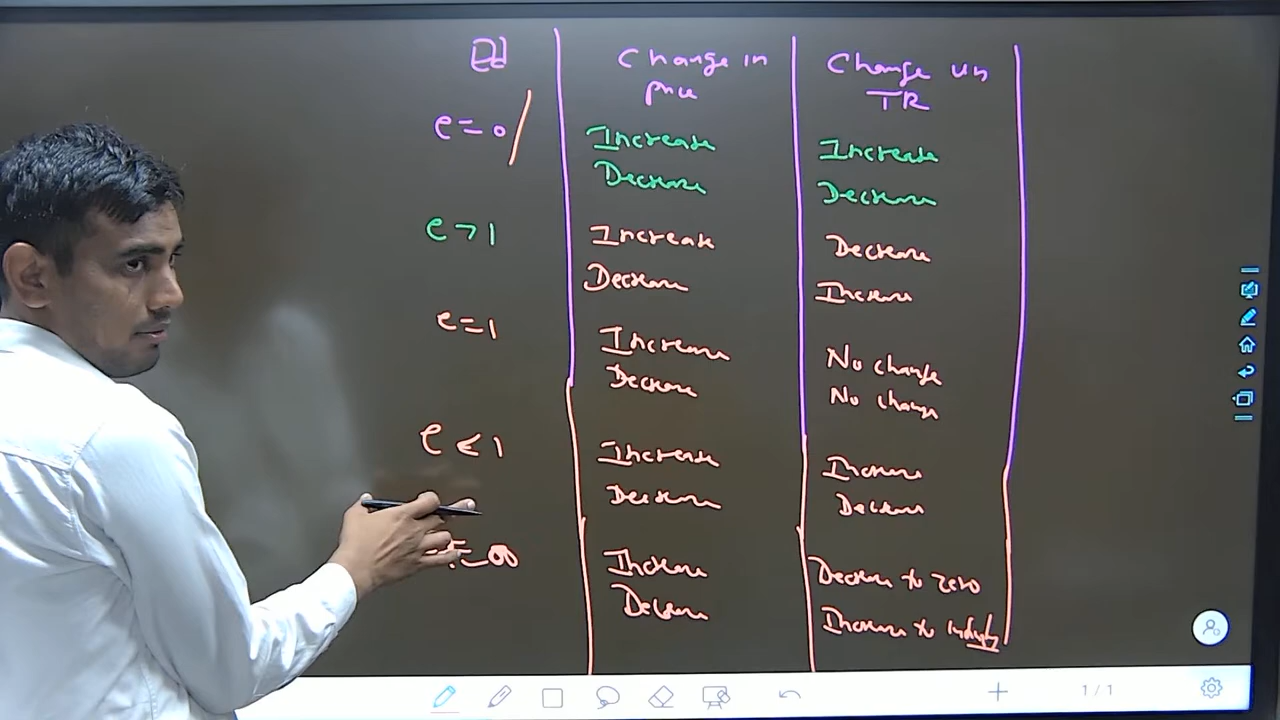 Ed
Change in price
Change in TR
e = 0
Increase
Increase
Decrease
Decrease
e > 1
Increase
Decrease
Decrease
Increase
e = 1
Increase
No change
Decrease
No change
e < 1
Increase
Increase
Decrease
Decrease
= ∞
Increase
Decrease to zero
Decrease
Increase to infinity
1 / 1